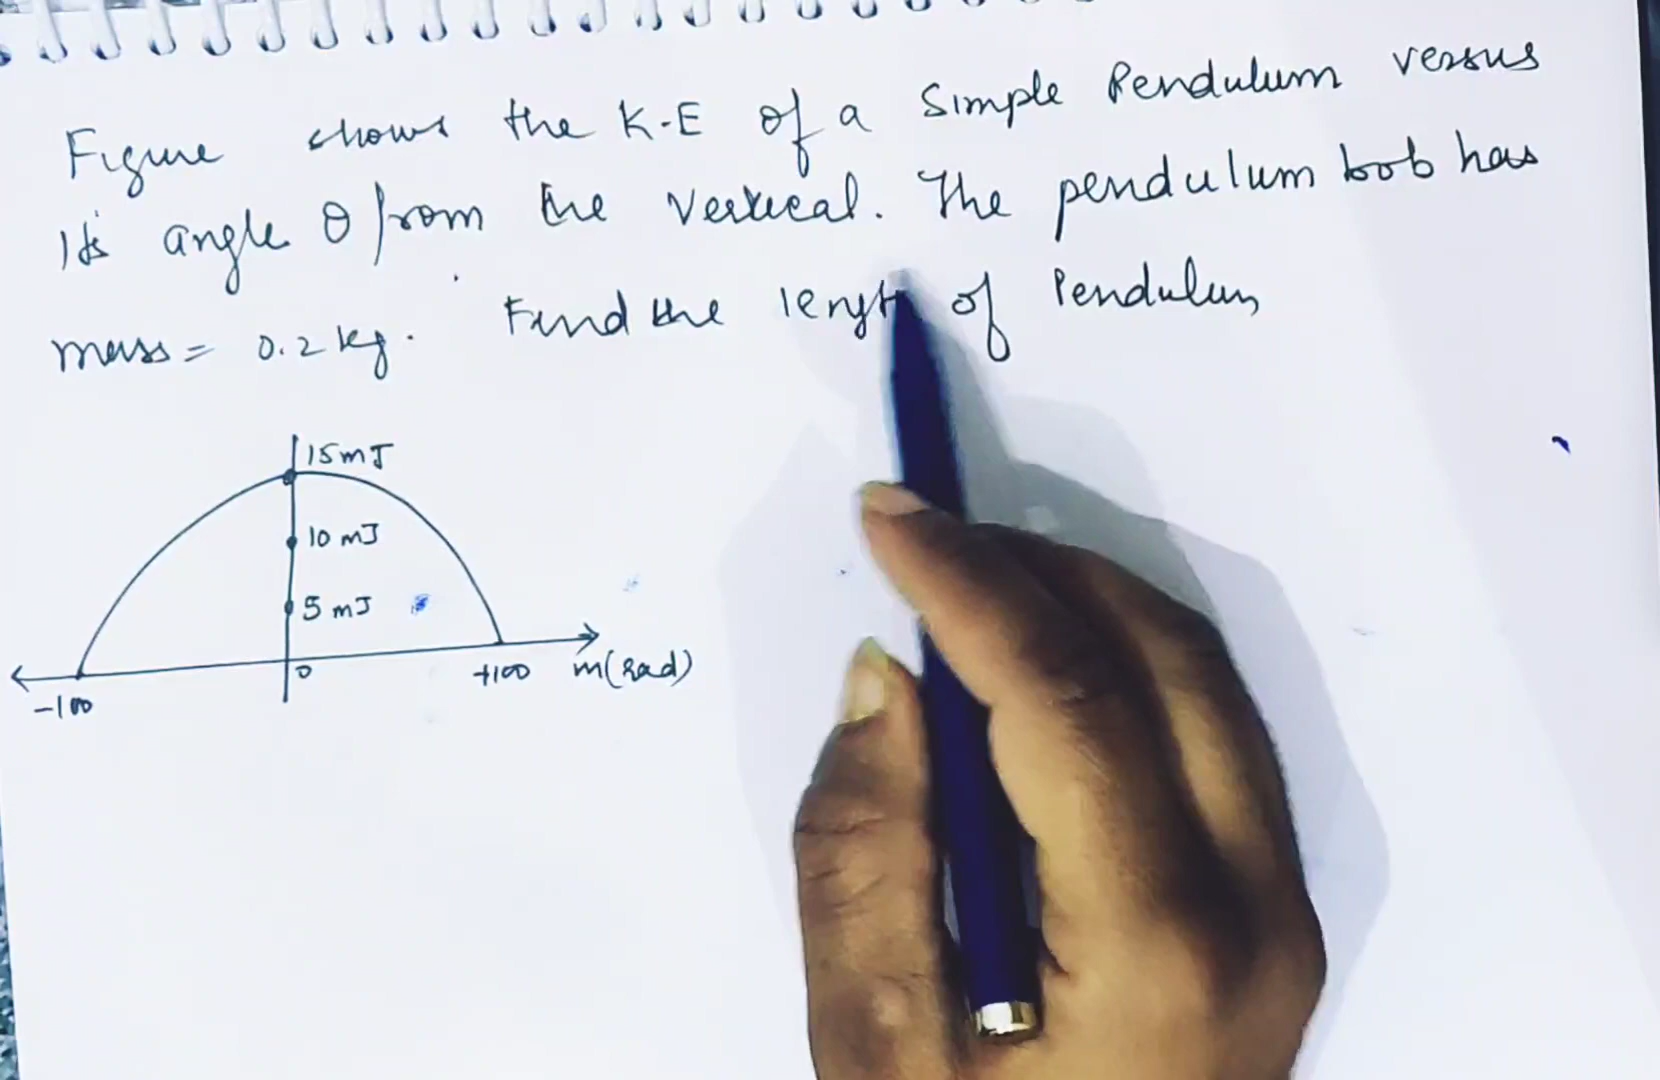 Figure shows the K-E of a Simple Pendulum versus
Its angle θ from the vertical. The pendulum bob has
mass = 0.2 kg. Find the length of Pendulum
15mJ
10 mJ
5 mJ
-100
0
+100
m(rad)